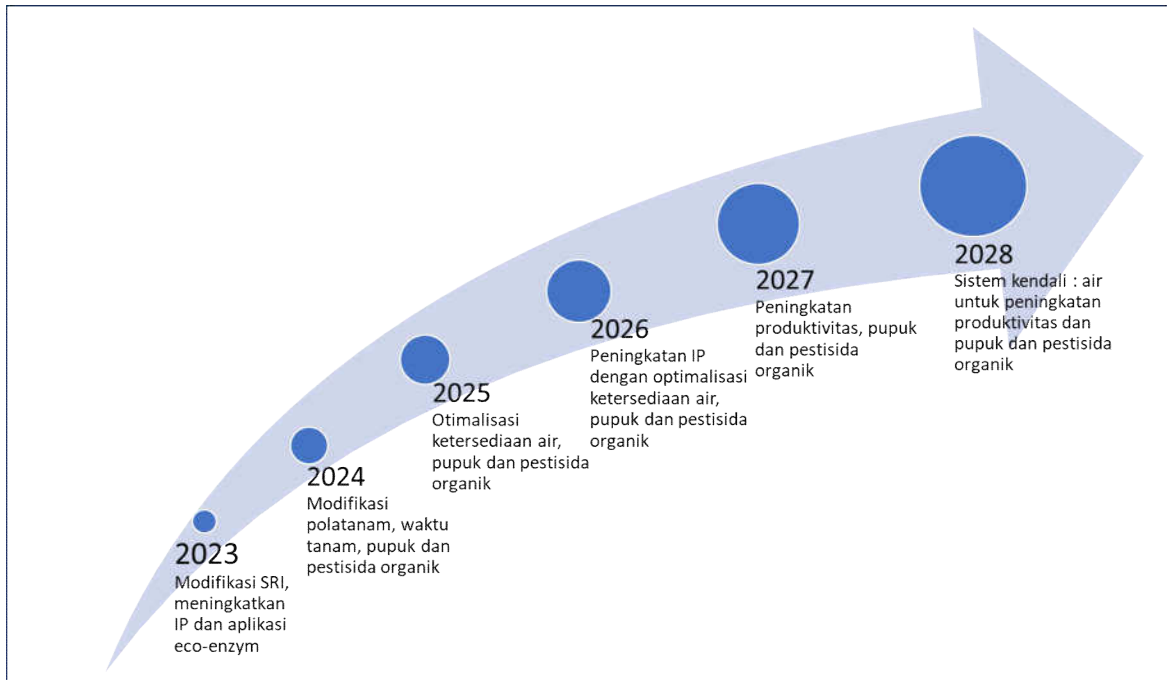 2023
Modifikasi SRI,
meningkatkan
IP dan aplikasi
eco-enzym
2024
Modifikasi
polatanam, waktu
tanam, pupuk dan
pestisida organik
2025
Otimalisasi
ketersediaan air,
pupuk dan pestisida
organik
2026
Peningkatan IP
dengan optimalisasi
ketersediaan air,
pupuk dan pestisida
organik
2027
Peningkatan
produktivitas, pupuk
dan pestisida
organik
2028
Sistem kendali : air
untuk peningkatan
produktivitas dan
pupuk dan pestisida
organik